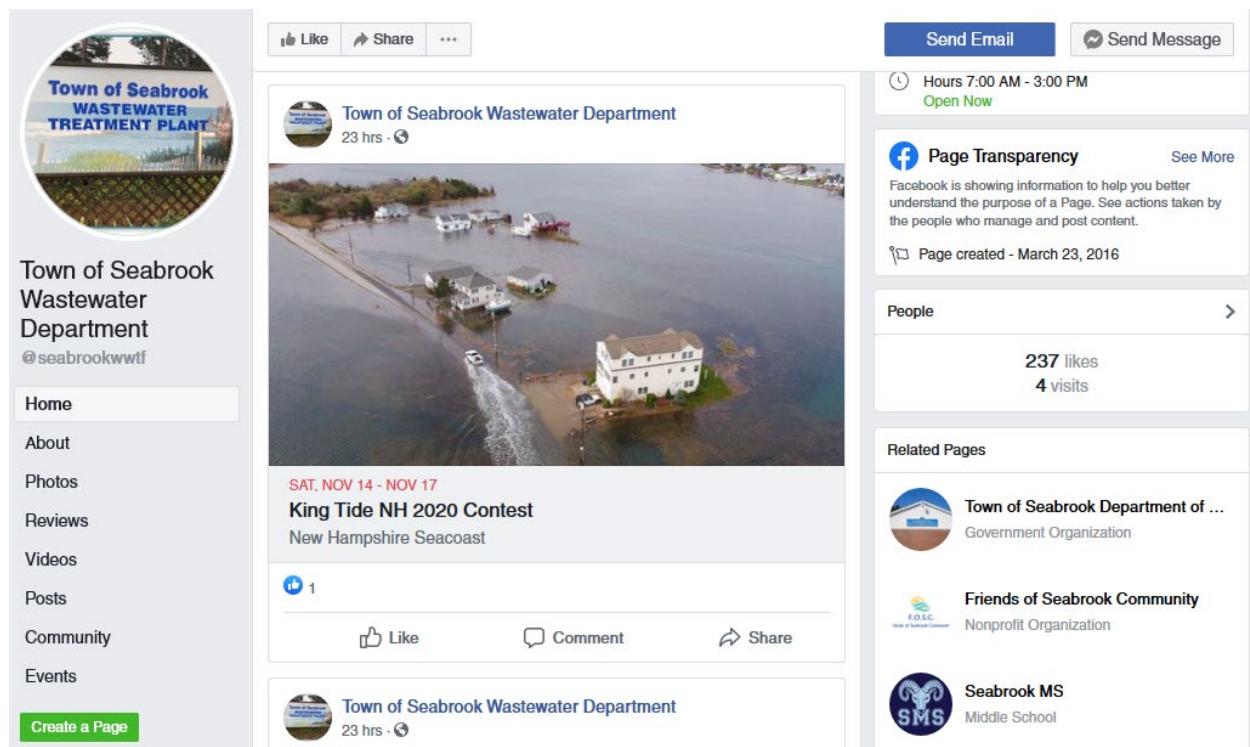 Town of Seabrook
WASTEWATER
TREATMENT PLANT
Town of Seabrook
Wastewater
Department
@seabrookwwtf
Home
About
Photos
Reviews
Videos
Posts
Community
Events
Create a Page
Like
Share
...
Send Email
Send Message
Town of Seabrook Wastewater Department
23 hrs ·
SAT, NOV 14 - NOV 17
King Tide NH 2020 Contest
New Hampshire Seacoast
1
Like
Comment
Share
Town of Seabrook Wastewater Department
23 hrs ·
Hours 7:00 AM - 3:00 PM
Open Now
Page Transparency
See More
Facebook is showing information to help you better
understand the purpose of a Page. See actions taken by
the people who manage and post content.
Page created - March 23, 2016
People
237 likes
4 visits
Related Pages
Town of Seabrook Department of ...
Government Organization
F.O.S.C.
Friends of Seabrook Community
Nonprofit Organization
SMS
Seabrook MS
Middle School